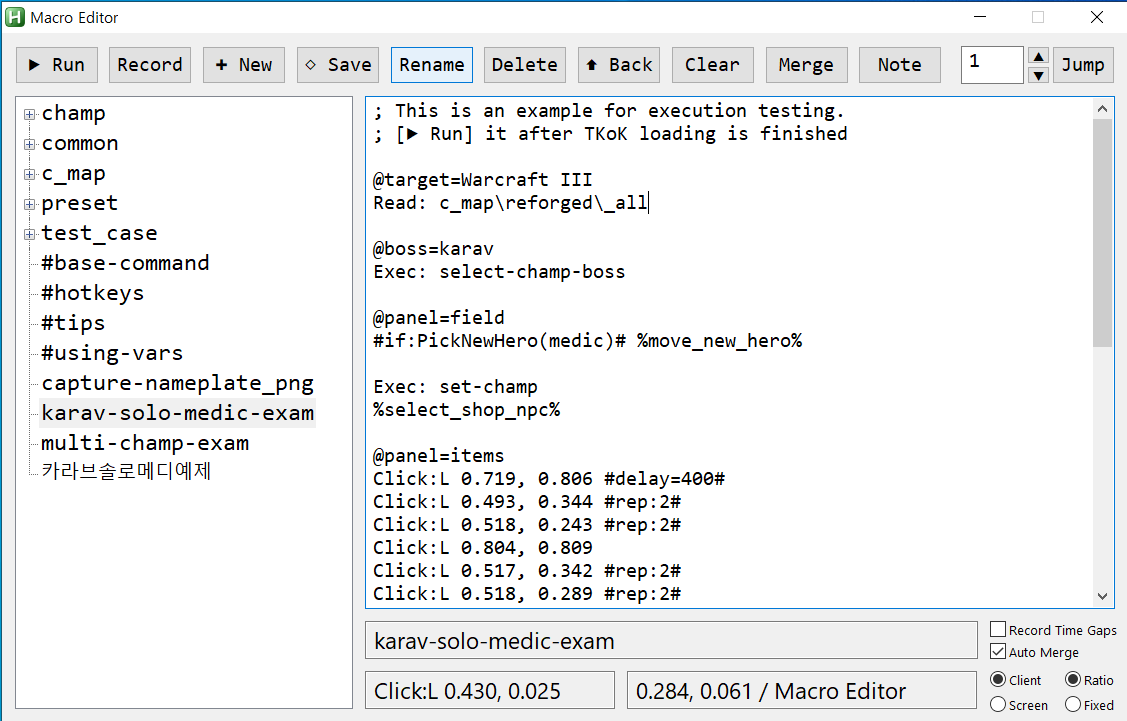 Macro Editor
▶ Run
Record
+ New
◇ Save
Rename
Delete
⬆ Back
Clear
Merge
Note
1
▲
▼
Jump
champ
common
c_map
preset
test_case
#base-command
#hotkeys
#tips
#using-vars
capture-nameplate_png
karav-solo-medic-exam
multi-champ-exam
카라브솔로메디예제
; This is an example for execution testing.
; [▶ Run] it after TKoK loading is finished
@target=Warcraft III
Read: c_map\reforged\_all
@boss=karav
Exec: select-champ-boss
@panel=field
#if:PickNewHero(medic)# %move_new_hero%
Exec: set-champ
%select_shop_npc%
@panel=items
Click:L 0.719, 0.806 #delay=400#
Click:L 0.493, 0.344 #rep:2#
Click:L 0.518, 0.243 #rep:2#
Click:L 0.804, 0.809
Click:L 0.517, 0.342 #rep:2#
Click:L 0.518, 0.289 #rep:2#
karav-solo-medic-exam
Click:L 0.430, 0.025
0.284, 0.061 / Macro Editor
Record Time Gaps
Auto Merge
Client
Ratio
Screen
Fixed